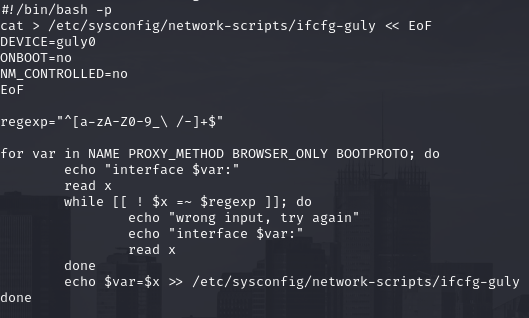 #!/bin/bash -p
cat > /etc/sysconfig/network-scripts/ifcfg-guly << EoF
DEVICE=guly0
ONBOOT=no
NM_CONTROLLED=no
EoF

regexp="^[a-zA-Z0-9_\ /-]+$"

for var in NAME PROXY_METHOD BROWSER_ONLY BOOTPROTO; do
        echo "interface $var:"
        read x
        while [[ ! $x =~ $regexp ]]; do
                echo "wrong input, try again"
                echo "interface $var:"
                read x
        done
        echo $var=$x >> /etc/sysconfig/network-scripts/ifcfg-guly
done